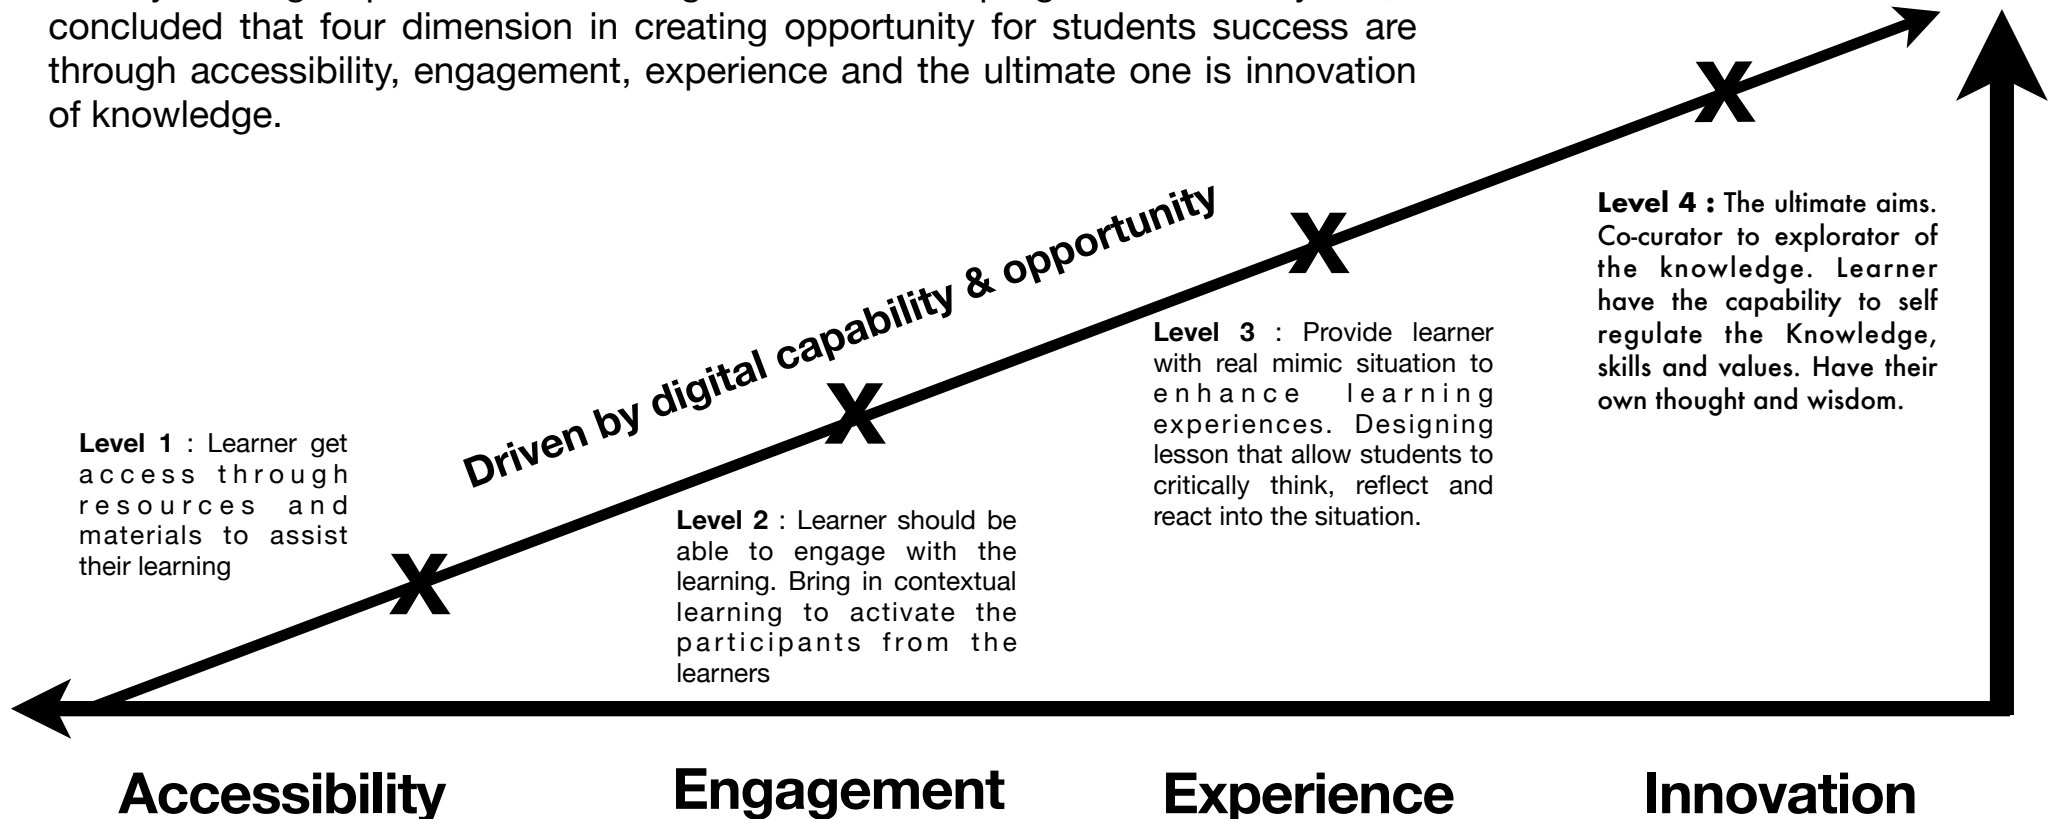 concluded that four dimension in creating opportunity for students success are
through accessibility, engagement, experience and the ultimate one is innovation
of knowledge.
Driven by digital capability & opportunity
Level 1 : Learner get
access through
resources and
materials to assist
their learning
X
Level 2 : Learner should be
able to engage with the
learning. Bring in contextual
learning to activate the
participants from the
learners
X
Level 3 : Provide learner
with real mimic situation to
enhance learning
experiences. Designing
lesson that allow students to
critically think, reflect and
react into the situation.
X
Level 4 : The ultimate aims.
Co-curator to explorator of
the knowledge. Learner
have the capability to self
regulate the Knowledge,
skills and values. Have their
own thought and wisdom.
X
Accessibility
Engagement
Experience
Innovation